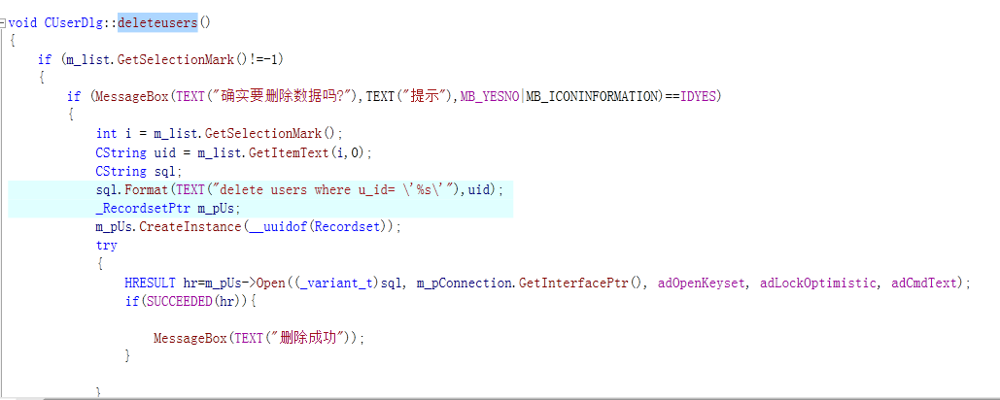 void CUserDlg::deleteusers()
{
if (m_list.GetSelectionMark()!=-1)
{
if (MessageBox(TEXT("确实要删除数据吗?"),TEXT("提示"),MB_YESNO|MB_ICONINFORMATION)==IDYES)
{
int i = m_list.GetSelectionMark();
CString uid = m_list.GetItemText(i,0);
CString sql;
sql.Format(TEXT("delete users where u_id= \'%s\'"),uid);
_RecordsetPtr m_pUs;
m_pUs.CreateInstance(__uuidof(Recordset));
try
{
HRESULT hr=m_pUs->Open((_variant_t)sql, m_pConnection.GetInterfacePtr(), adOpenKeyset, adLockOptimistic, adCmdText);
if(SUCCEEDED(hr)){
MessageBox(TEXT("删除成功"));
}
}